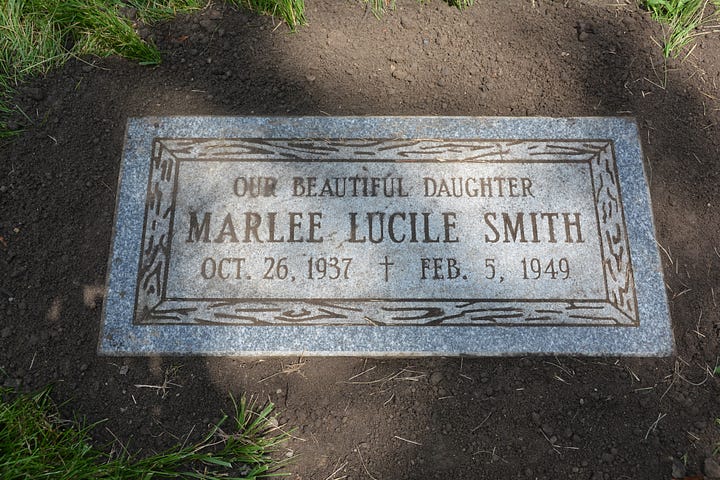 OUR BEAUTIFUL DAUGHTER
MARLEE LUCILE SMITH
OCT. 26, 1937 † FEB. 5, 1949